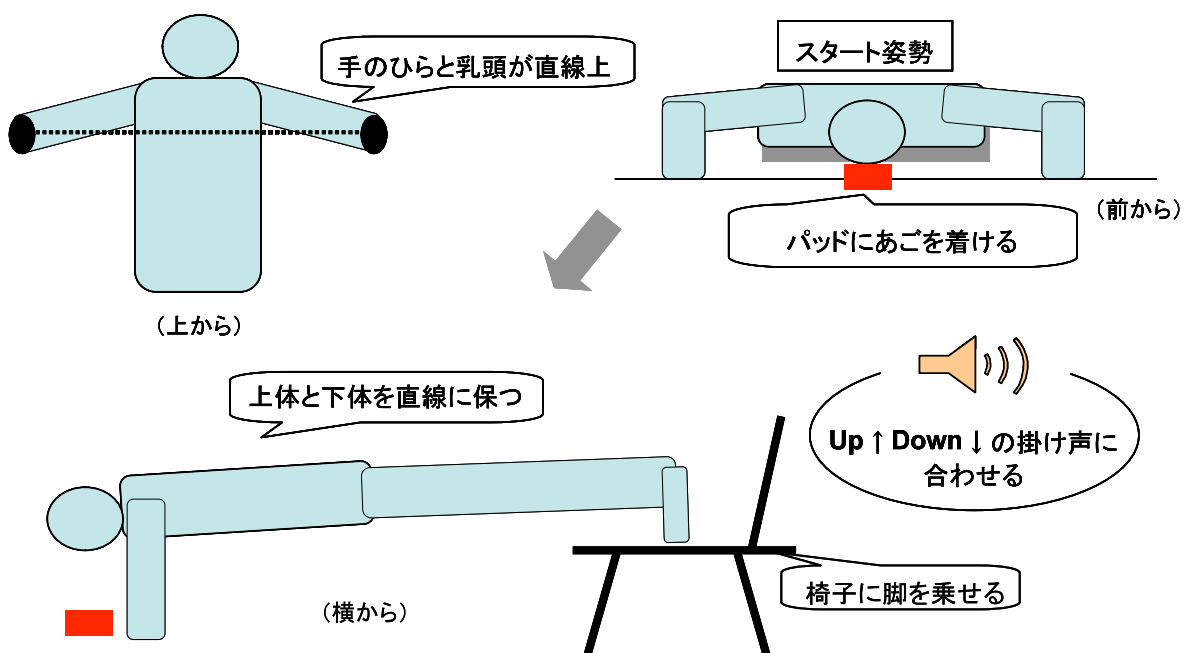 手のひらと乳頭が直線上
スタート姿勢
(前から)
パッドにあごを着ける
(上から)
上体と下体を直線に保つ
Up ↑ Down ↓ の掛け声に
合わせる
椅子に脚を乗せる
(横から)